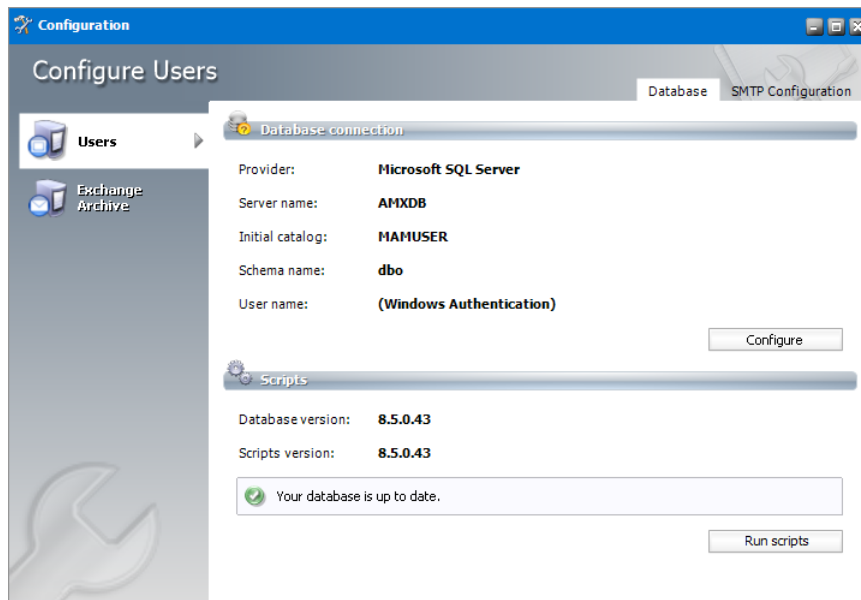 Configuration
Configure Users
Database
SMTP Configuration
Users
Exchange
Archive
Database connection
Provider: Microsoft SQL Server
Server name: AMXDB
Initial catalog: MAMUSER
Schema name: dbo
User name: (Windows Authentication)
Configure
Scripts
Database version: 8.5.0.43
Scripts version: 8.5.0.43
Your database is up to date.
Run scripts